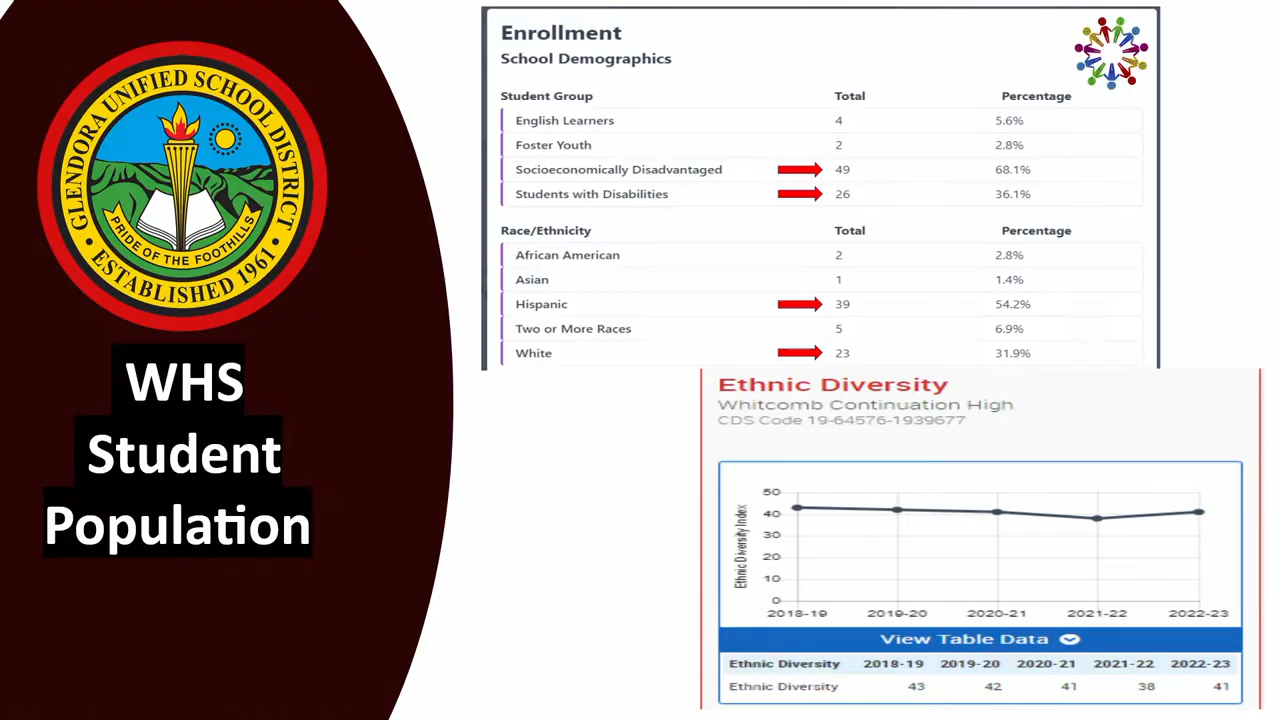 GLENDORA UNIFIED SCHOOL DISTRICT
PRIDE OF THE FOOTHILLS
• ESTABLISHED 1961 •
WHS
Student
Population
Enrollment
School Demographics
Student Group Total Percentage
English Learners 4 5.6%
Foster Youth 2 2.8%
Socioeconomically Disadvantaged 49 68.1%
Students with Disabilities 26 36.1%
Race/Ethnicity Total Percentage
African American 2 2.8%
Asian 1 1.4%
Hispanic 39 54.2%
Two or More Races 5 6.9%
White 23 31.9%
Ethnic Diversity
Whitcomb Continuation High
CDS Code 19-64576-1939677
Ethnic Diversity Index
50
40
30
20
10
0
2018-19 2019-20 2020-21 2021-22 2022-23
View Table Data
Ethnic Diversity 2018-19 2019-20 2020-21 2021-22 2022-23
Ethnic Diversity 43 42 41 38 41